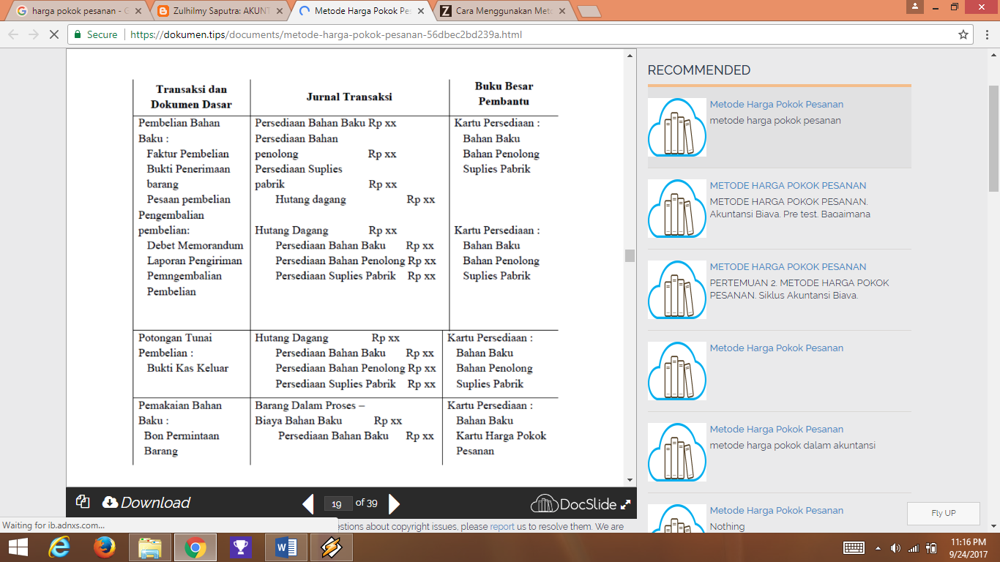 harga pokok pesanan - G
Zulhilmy Saputra: AKUNT
Metode Harga Pokok Pes
Cara Menggunakan Meto
Secure
https://dokumen.tips/documents/metode-harga-pokok-pesanan-56dbec2bd239a.html
Transaksi dan
Dokumen Dasar
Jurnal Transaksi
Buku Besar
Pembantu
Pembelian Bahan
Baku :
Faktur Pembelian
Bukti Penerimaan
barang
Pesaan pembelian
Pengembalian
pembelian:
Debet Memorandum
Laporan Pengiriman
Pemngembalian
Pembelian
Persediaan Bahan Baku Rp xx
Persediaan Bahan
penolong Rp xx
Persediaan Suplies
pabrik Rp xx
Hutang dagang Rp xx
Hutang Dagang Rp xx
Persediaan Bahan Baku Rp xx
Persediaan Bahan Penolong Rp xx
Persediaan Suplies Pabrik Rp xx
Kartu Persediaan :
Bahan Baku
Bahan Penolong
Suplies Pabrik
Kartu Persediaan :
Bahan Baku
Bahan Penolong
Suplies Pabrik
Potongan Tunai
Pembelian :
Bukti Kas Keluar
Hutang Dagang Rp xx
Persediaan Bahan Baku Rp xx
Persediaan Bahan Penolong Rp xx
Persediaan Suplies Pabrik Rp xx
Kartu Persediaan :
Bahan Baku
Bahan Penolong
Suplies Pabrik
Pemakaian Bahan
Baku :
Bon Permintaan
Barang
Barang Dalam Proses –
Biaya Bahan Baku Rp xx
Persediaan Bahan Baku Rp xx
Kartu Persediaan :
Bahan Baku
Kartu Harga Pokok
Pesanan
Download
19 of 39
DocSlide
RECOMMENDED
Metode Harga Pokok Pesanan
metode harga pokok pesanan
METODE HARGA POKOK PESANAN
METODE HARGA POKOK PESANAN.
Akuntansi Biaya. Pre test. Bagaimana
METODE HARGA POKOK PESANAN
PERTEMUAN 2. METODE HARGA POKOK
PESANAN. Siklus Akuntansi Biaya.
Metode Harga Pokok Pesanan
Metode Harga Pokok Pesanan
metode harga pokok dalam akuntansi
Metode Harga Pokok Pesanan
Nothing
Fly UP
Waiting for ib.adnxs.com...
estions about copyright issues, please report us to resolve them. We are
11:16 PM
9/24/2017